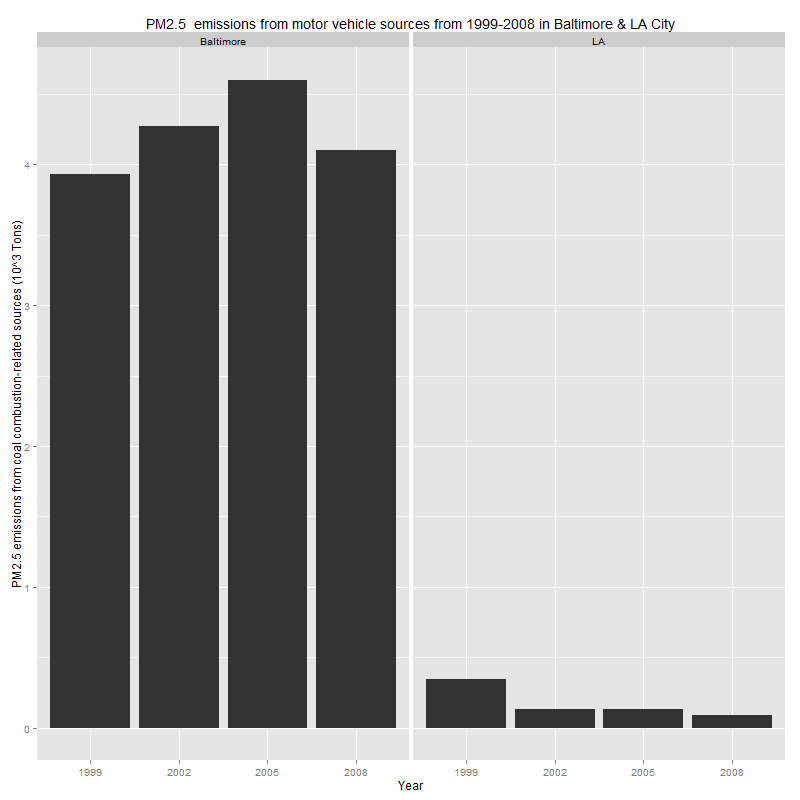 PM2.5  emissions from motor vehicle sources from 1999-2008 in Baltimore & LA City
Baltimore
LA
PM2.5 emissions from coal combustion-related sources (10^3 Tons)
4
3
2
1
0
1999
2002
2005
2008
1999
2002
2005
2008
Year